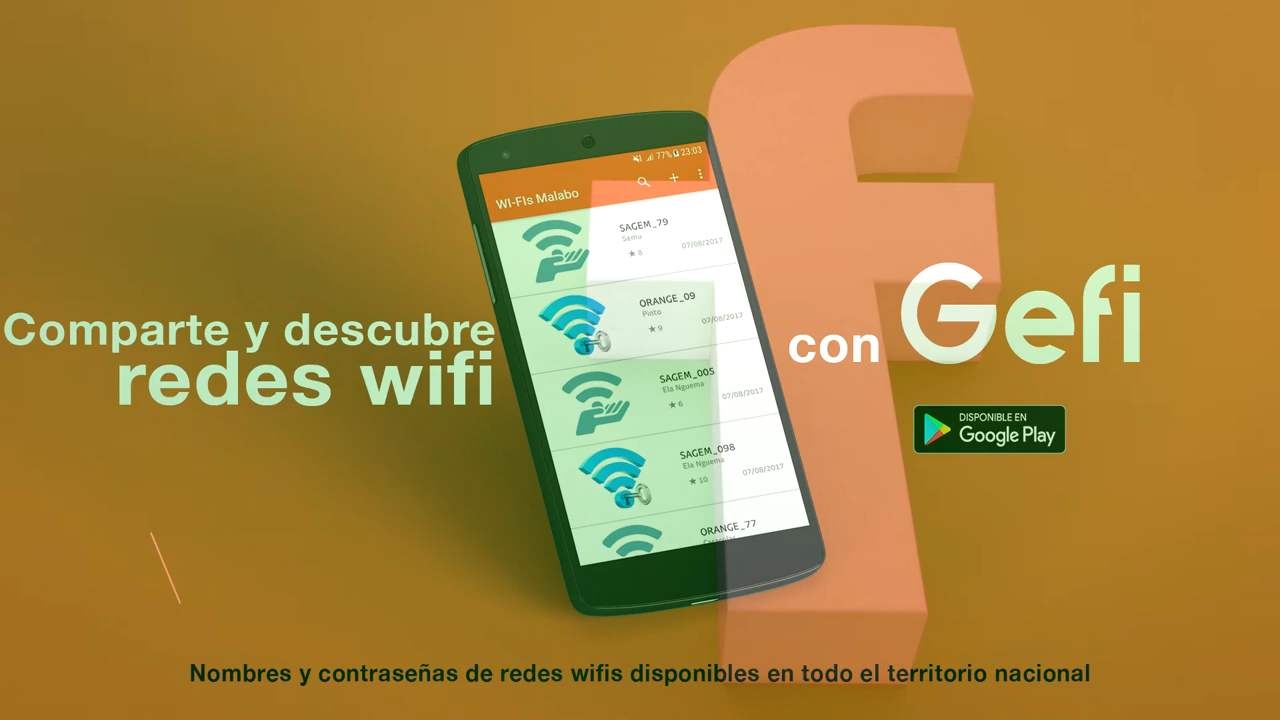 77% 23:03
WI-FIs Malabo
SAGEM_79
Semu
★ 8
07/08/2017
ORANGE_09
Pinto
★ 9
07/08/2017
SAGEM_005
Ela Nguema
★ 6
07/08/2017
SAGEM_098
Ela Nguema
★ 10
07/08/2017
ORANGE_77
Comparte y descubre
redes wifi
con Gefi
DISPONIBLE EN
Google Play
f
Nombres y contraseñas de redes wifis disponibles en todo el territorio nacional